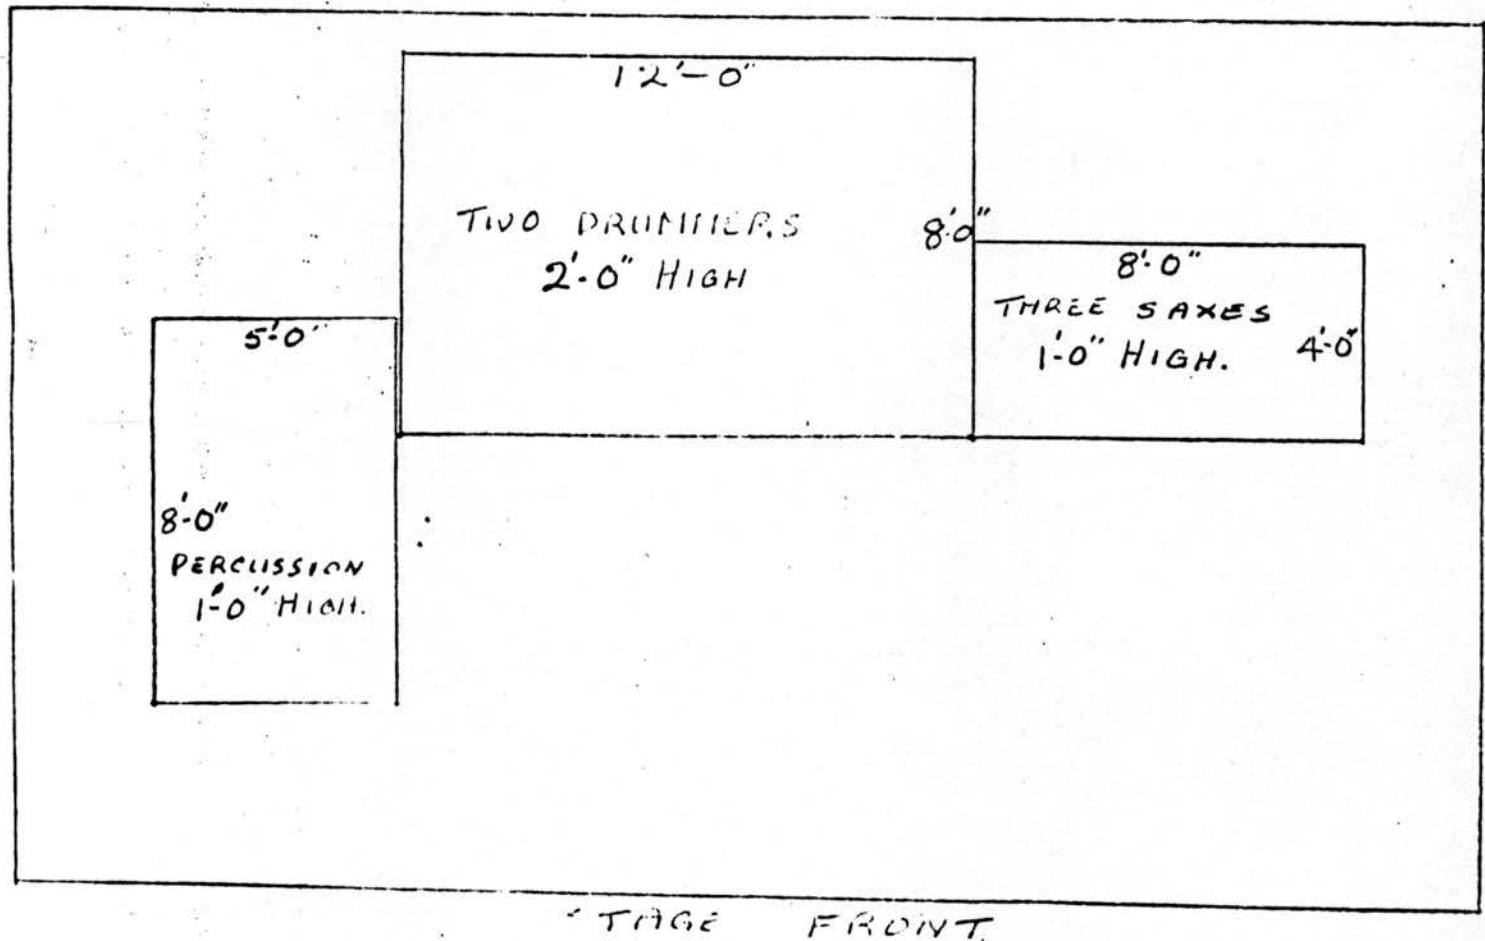 12'-0"
TWO DRUMMERS
2'-0" HIGH
8'-0"
8'-0"
THREE SAXES
1'-0" HIGH.
4'-0"
5'-0"
8'-0"
PERCUSSION
1'-0" HIGH.
STAGE FRONT